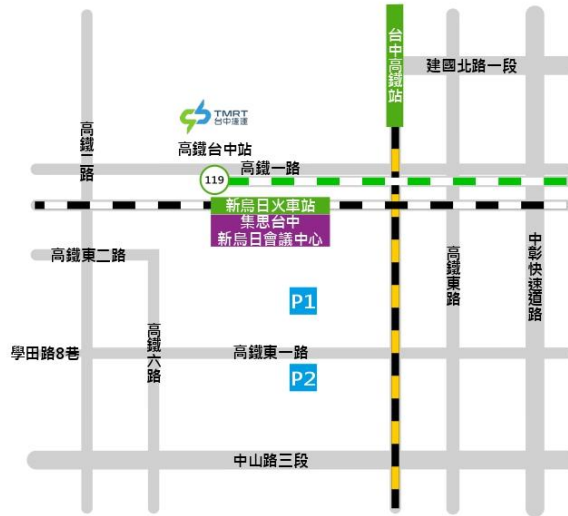 台中高鐵站
建國北路一段
TMRT
台中捷運
高鐵台中站
高鐵二路
高鐵一路
119
新烏日火車站
集思台中
新烏日會議中心
高鐵東二路
高鐵東路
中彰快速道路
P1
高鐵六路
學田路8巷
高鐵東一路
P2
中山路三段